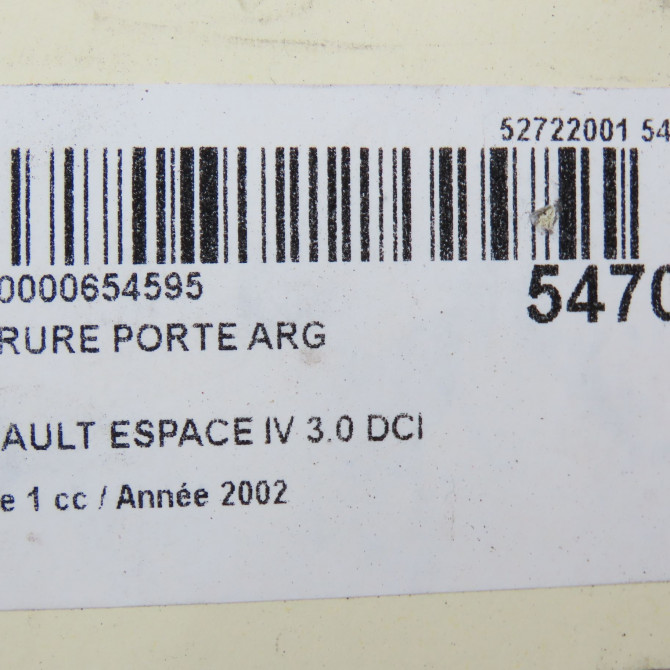 52722001 54
0000654595
5470
RURE PORTE ARG
AULT ESPACE IV 3.0 DCI
e 1 cc / Année 2002